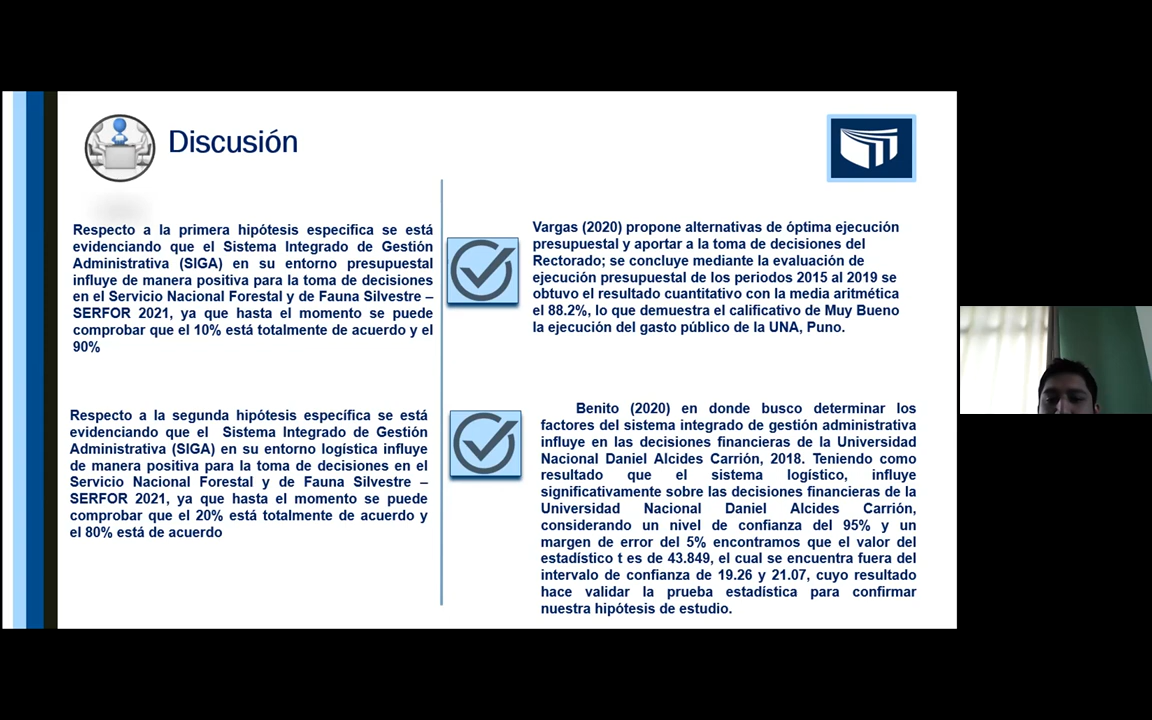 Discusión
Respecto a la primera hipótesis especifica se está
evidenciando que el Sistema Integrado de Gestión
Administrativa (SIGA) en su entorno presupuestal
influye de manera positiva para la toma de decisiones
en el Servicio Nacional Forestal y de Fauna Silvestre –
SERFOR 2021, ya que hasta el momento se puede
comprobar que el 10% está totalmente de acuerdo y el
90%
Vargas (2020) propone alternativas de óptima ejecución
presupuestal y aportar a la toma de decisiones del
Rectorado; se concluye mediante la evaluación de
ejecución presupuestal de los periodos 2015 al 2019 se
obtuvo el resultado cuantitativo con la media aritmética
el 88.2%, lo que demuestra el calificativo de Muy Bueno
la ejecución del gasto público de la UNA, Puno.
Respecto a la segunda hipótesis específica se está
evidenciando que el Sistema Integrado de Gestión
Administrativa (SIGA) en su entorno logística influye
de manera positiva para la toma de decisiones en el
Servicio Nacional Forestal y de Fauna Silvestre –
SERFOR 2021, ya que hasta el momento se puede
comprobar que el 20% está totalmente de acuerdo y
el 80% está de acuerdo
Benito (2020) en donde busco determinar los
factores del sistema integrado de gestión administrativa
influye en las decisiones financieras de la Universidad
Nacional Daniel Alcides Carrión, 2018. Teniendo como
resultado que el sistema logístico, influye
significativamente sobre las decisiones financieras de la
Universidad Nacional Daniel Alcides Carrión,
considerando un nivel de confianza del 95% y un
margen de error del 5% encontramos que el valor del
estadístico t es de 43.849, el cual se encuentra fuera del
intervalo de confianza de 19.26 y 21.07, cuyo resultado
hace validar la prueba estadística para confirmar
nuestra hipótesis de estudio.